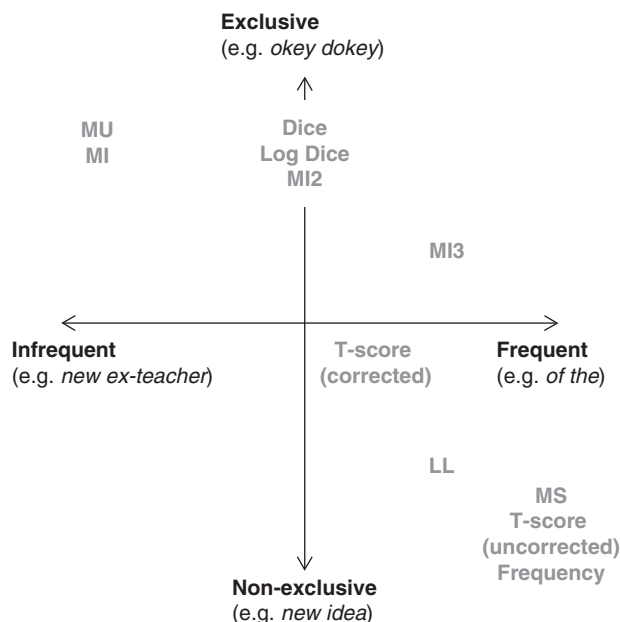 Exclusive
(e.g. okey dokey)
MU
MI
Dice
Log Dice
MI2
MI3
Infrequent
(e.g. new ex-teacher)
T-score
(corrected)
Frequent
(e.g. of the)
LL
MS
T-score
(uncorrected)
Frequency
Non-exclusive
(e.g. new idea)